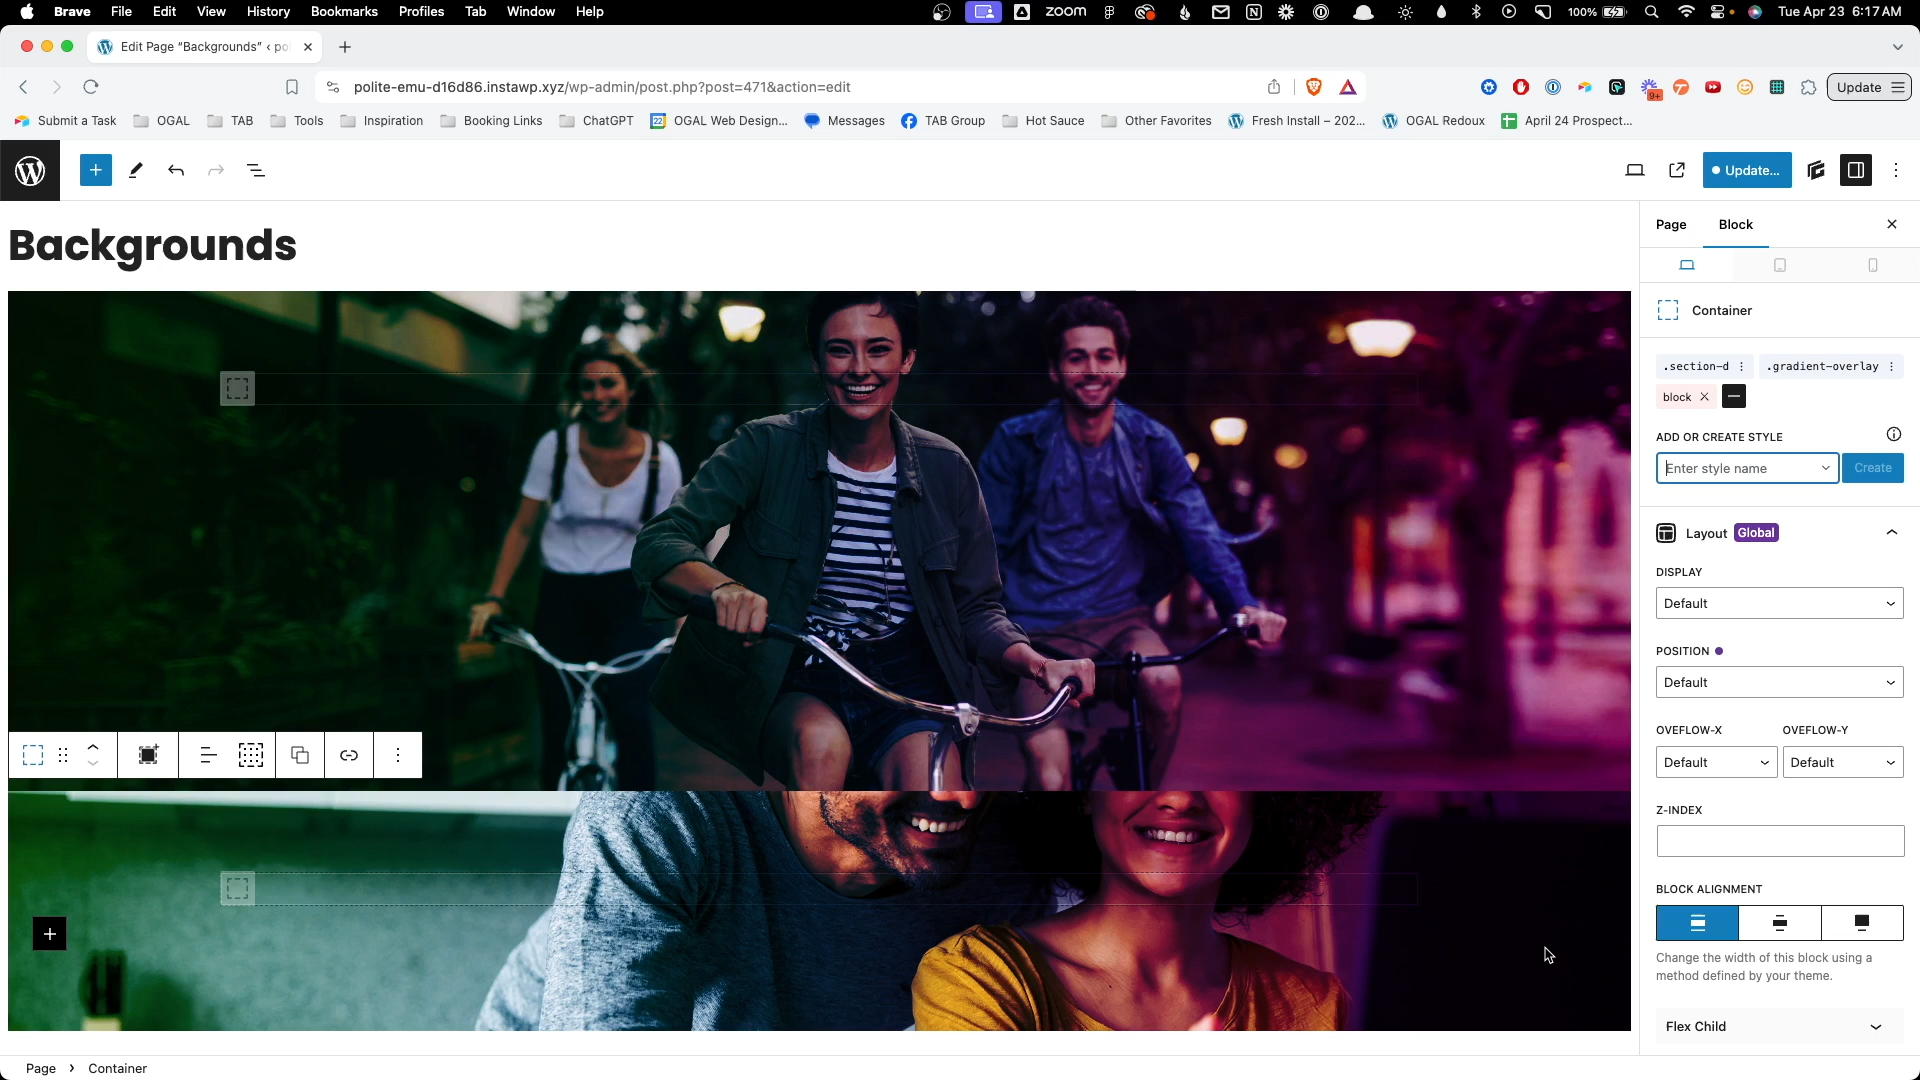 Brave File Edit View History Bookmarks Profiles Tab Window Help zoom 100% Tue Apr 23 6:17 AM
Edit Page "Backgrounds" ‹ po
polite-emu-d16d86.instawp.xyz/wp-admin/post.php?post=471&action=edit 9+ Update
Submit a Task OGAL TAB Tools Inspiration Booking Links ChatGPT 22 OGAL Web Design... Messages TAB Group Hot Sauce Other Favorites Fresh Install – 202... OGAL Redoux April 24 Prospect...
Update...
Backgrounds
Page Block
Container
.section-d .gradient-overlay
block
ADD OR CREATE STYLE
Enter style name Create
Layout Global
DISPLAY
Default
POSITION
Default
OVEFLOW-X OVEFLOW-Y
Default Default
Z-INDEX
BLOCK ALIGNMENT
Change the width of this block using a
method defined by your theme.
Flex Child
Page › Container